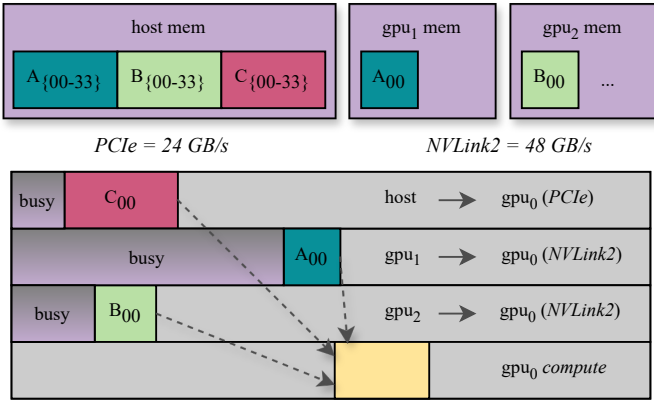 host mem
gpu1 mem
gpu2 mem
A{00-33}
B{00-33}
C{00-33}
A00
B00
...
PCIe = 24 GB/s
NVLink2 = 48 GB/s
busy
C00
host
gpu0 (PCIe)
busy
A00
gpu1
gpu0 (NVLink2)
busy
B00
gpu2
gpu0 (NVLink2)
gpu0 compute